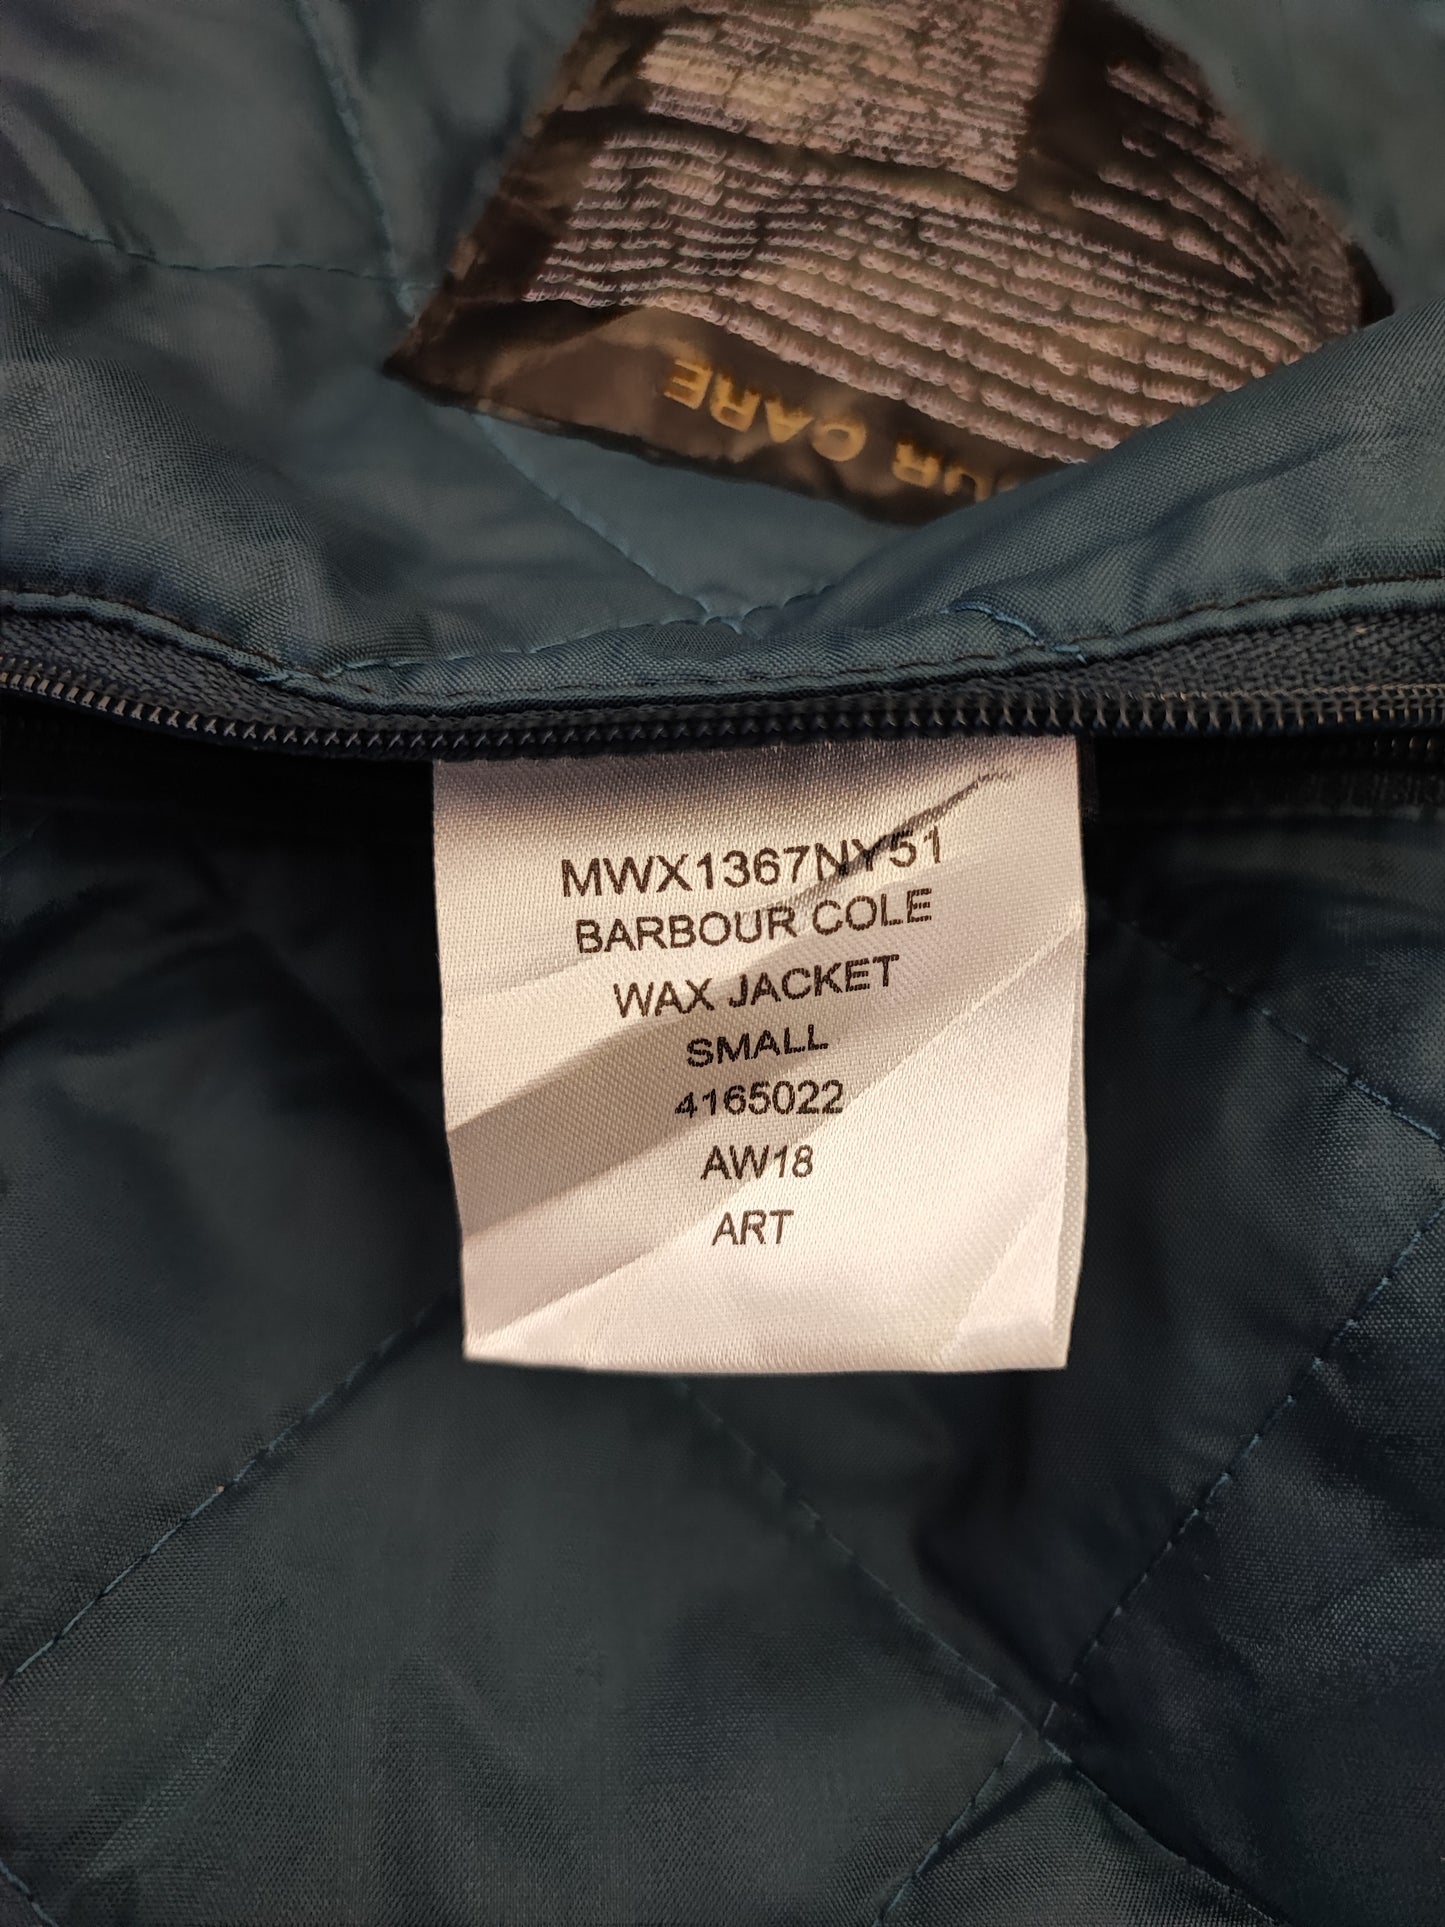 UR CARE
MWX1367NY51
BARBOUR COLE
WAX JACKET
SMALL
4165022
AW18
ART